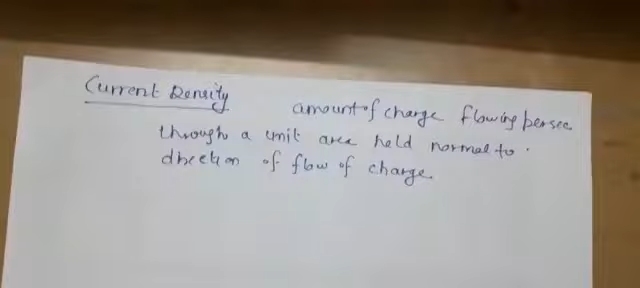 Current Density amount of charge flowing per sec
through a unit area held normal to
direction of flow of charge.